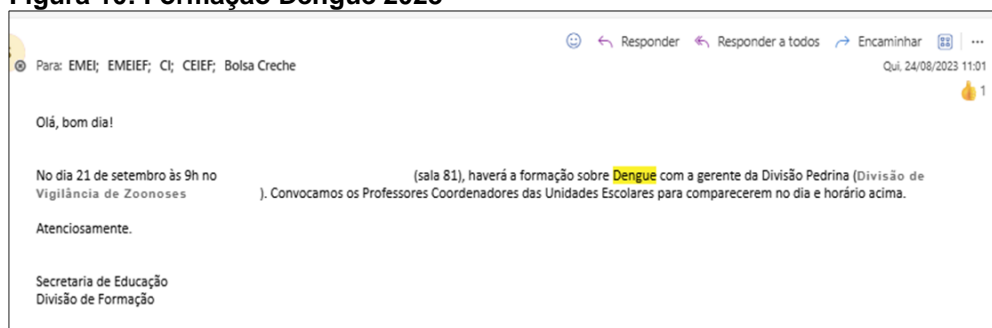 Figura 10: Formação Dengue 2023
Responder Responder a todos Encaminhar ...
Para: EMEI; EMEIEF; CI; CEIEF; Bolsa Creche
Qui, 24/08/2023 11:01
1
Olá, bom dia!
No dia 21 de setembro às 9h no (sala 81), haverá a formação sobre Dengue com a gerente da Divisão Pedrina (Divisão de
Vigilância de Zoonoses ). Convocamos os Professores Coordenadores das Unidades Escolares para comparecerem no dia e horário acima.
Atenciosamente.
Secretaria de Educação
Divisão de Formação